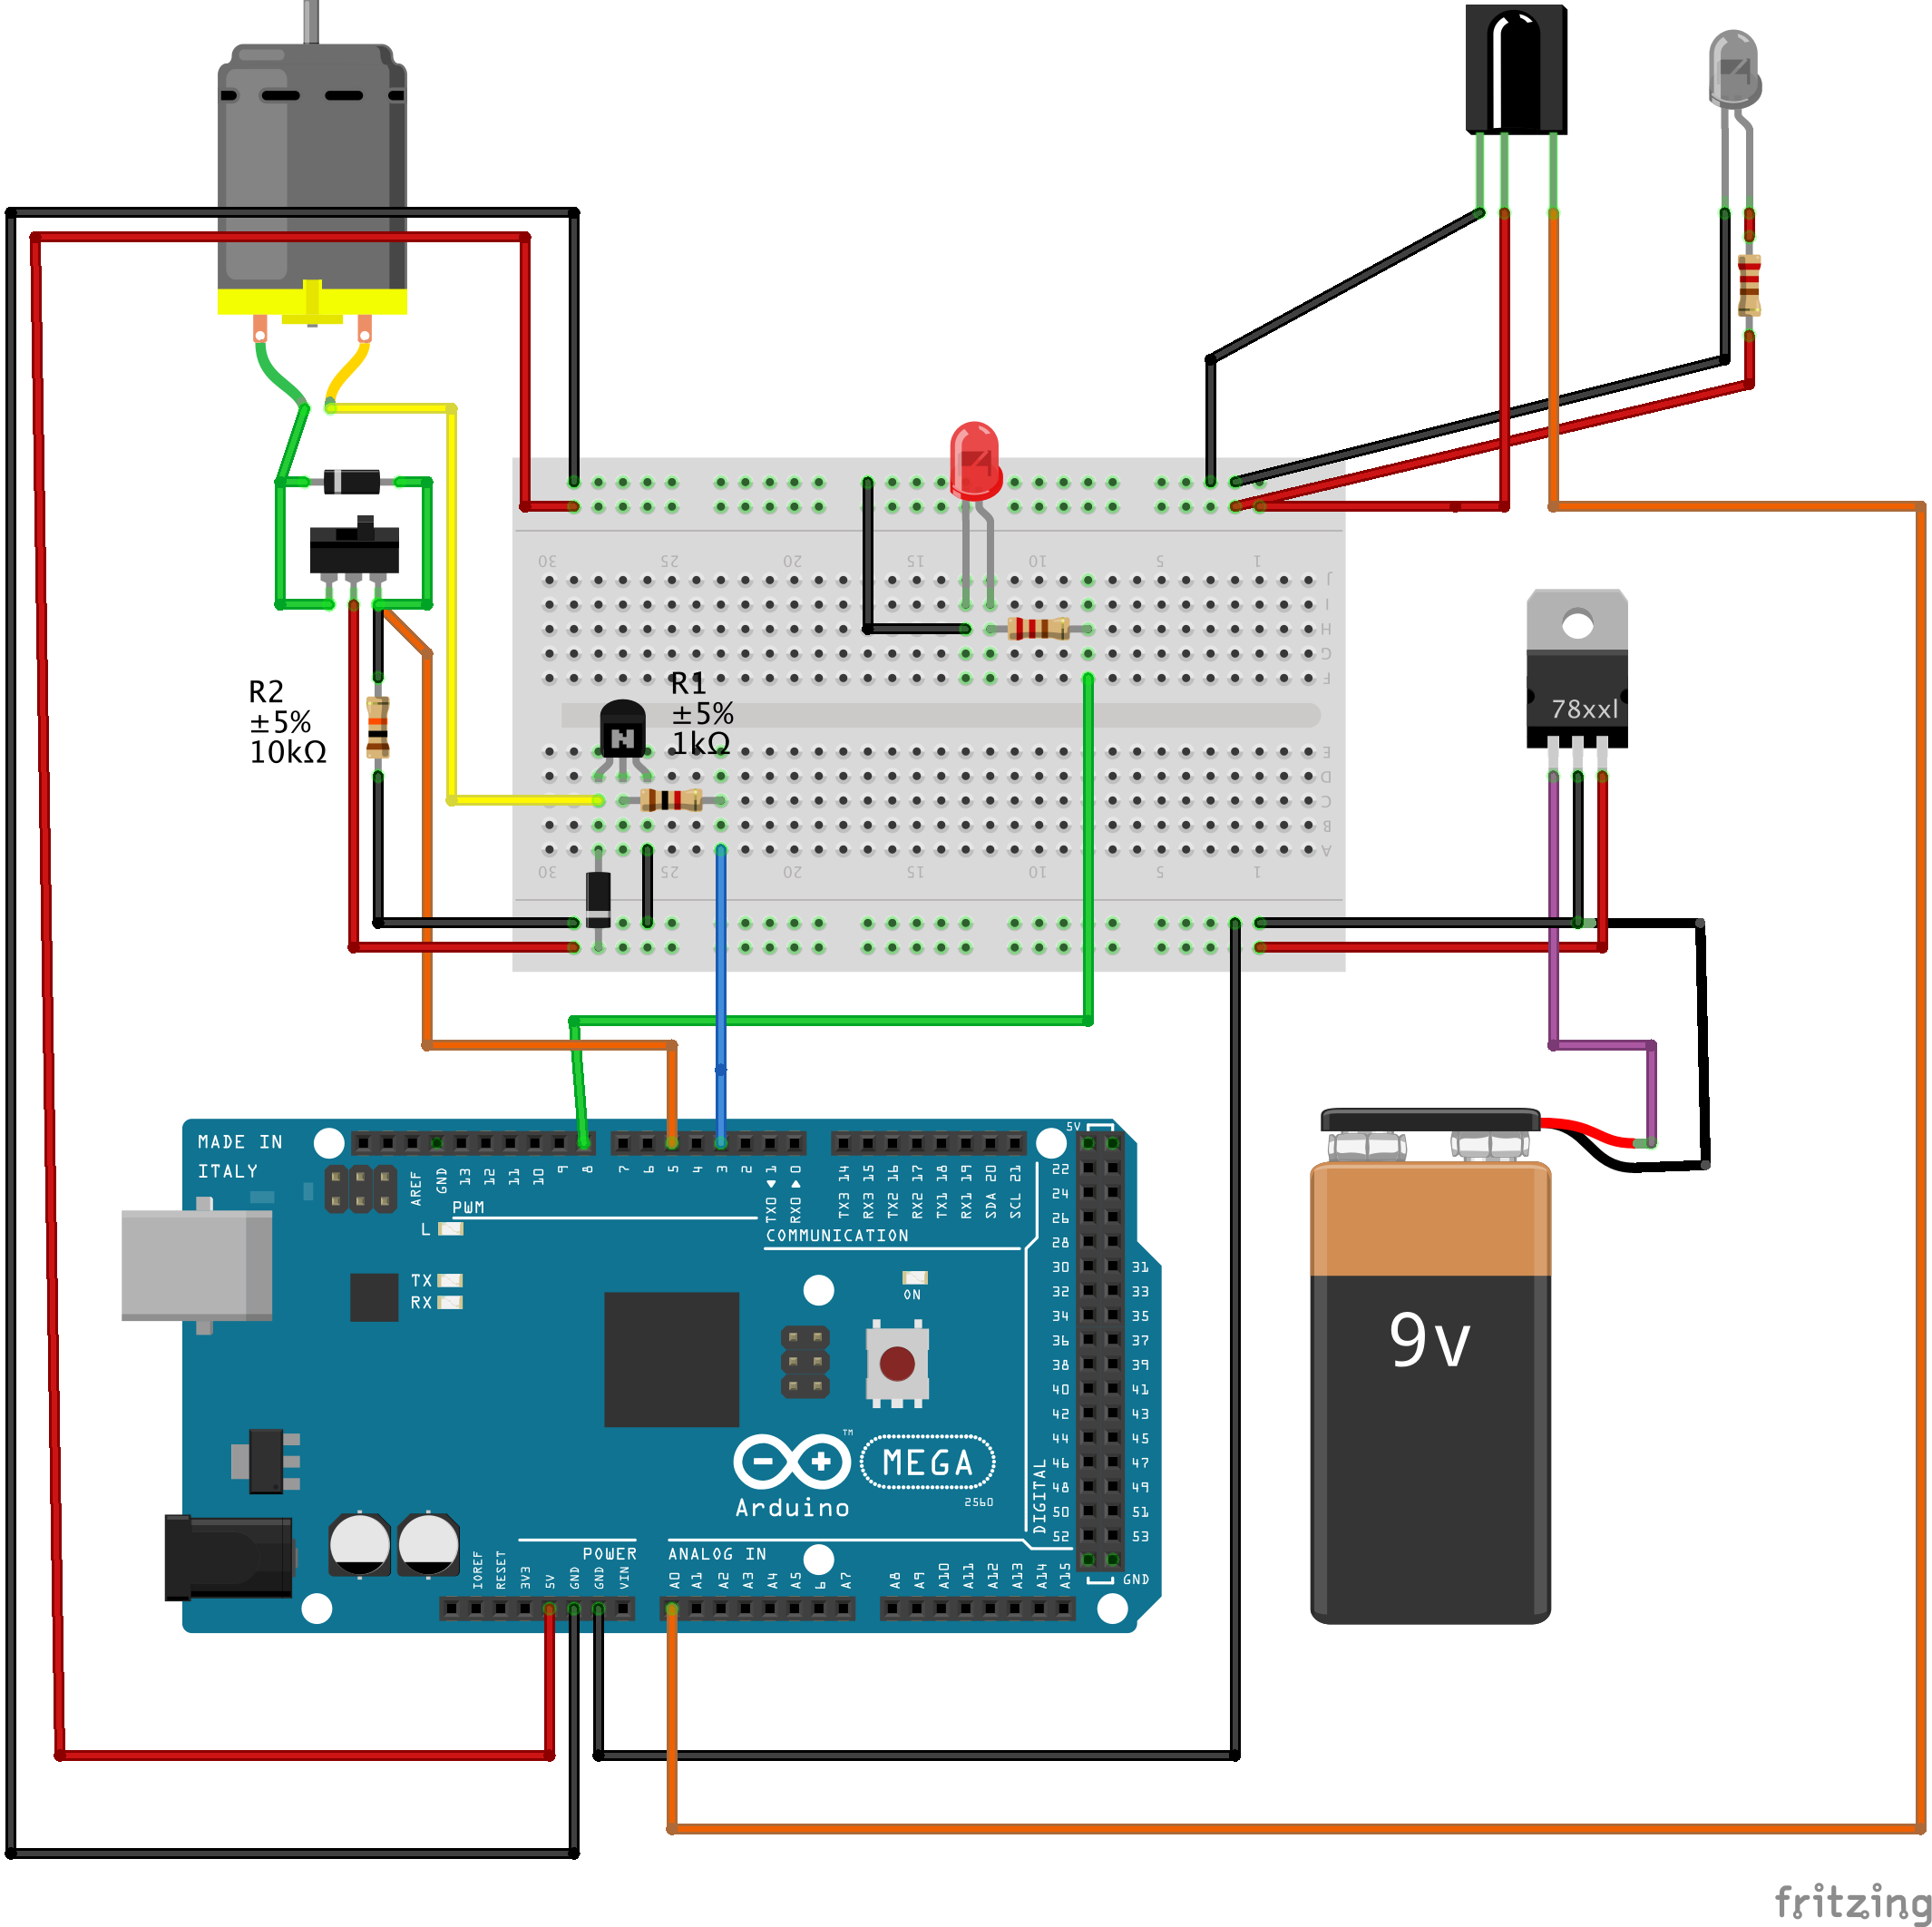 30 25 20 15 10 5 1
J
I
H
G
F
R2
±5%
10kΩ
R1
±5%
1kΩ
78xxl
E
D
C
B
A
30 25 20 15 10 5 1
MADE IN
ITALY
5V
AREF GND 13 12 11 10 9 8 7 6 5 4 3 2 TX0 1 RX0 0 TX3 14 RX3 15 TX2 16 RX2 17 TX1 18 RX1 19 SDA 20 SCL 21
PWM
COMMUNICATION
L
TX
RX
ON
22
24
26
28
30 31
32 33
34 35
36 37
38 39
40 41
42 43
44 45
46 47
48 49
50 51
52 53
DIGITAL
GND
TM
MEGA
Arduino
2560
POWER
ANALOG IN
IOREF RESET 3V3 5V GND GND VIN A0 A1 A2 A3 A4 A5 6 A7 A8 A9 A10 A11 A12 A13 A14 A15
9v
fritzing